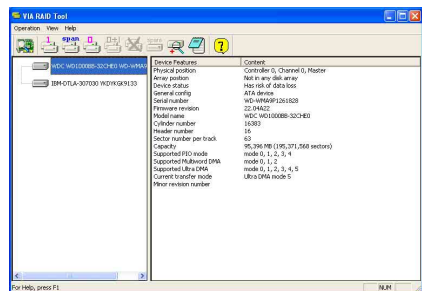 VIA RAID Tool
Operation View Help
1 span 0
WDC WD1000BB-32CHE0 WD-WMA9
IBM-DTLA-307030 YKDYKGK9133
Device Features Content
Physical position Controller 0, Channel 0, Master
Array position Not in any disk array
Device status Has risk of data loss
General config ATA device
Serial number WD-WMA9P1261828
Firmware revision 22.04A22
Model name WDC WD1000BB-32CHE0
Cylinder number 16383
Header number 16
Sector number per track 63
Capacity 95,396 MB (195,371,568 sectors)
Supported PIO mode mode 0, 1, 2, 3, 4
Supported Multiword DMA mode 0, 1, 2
Supported Ultra DMA mode 0, 1, 2, 3, 4, 5
Current transfer mode Ultra DMA mode 5
Minor revision number
For Help, press F1
NUM